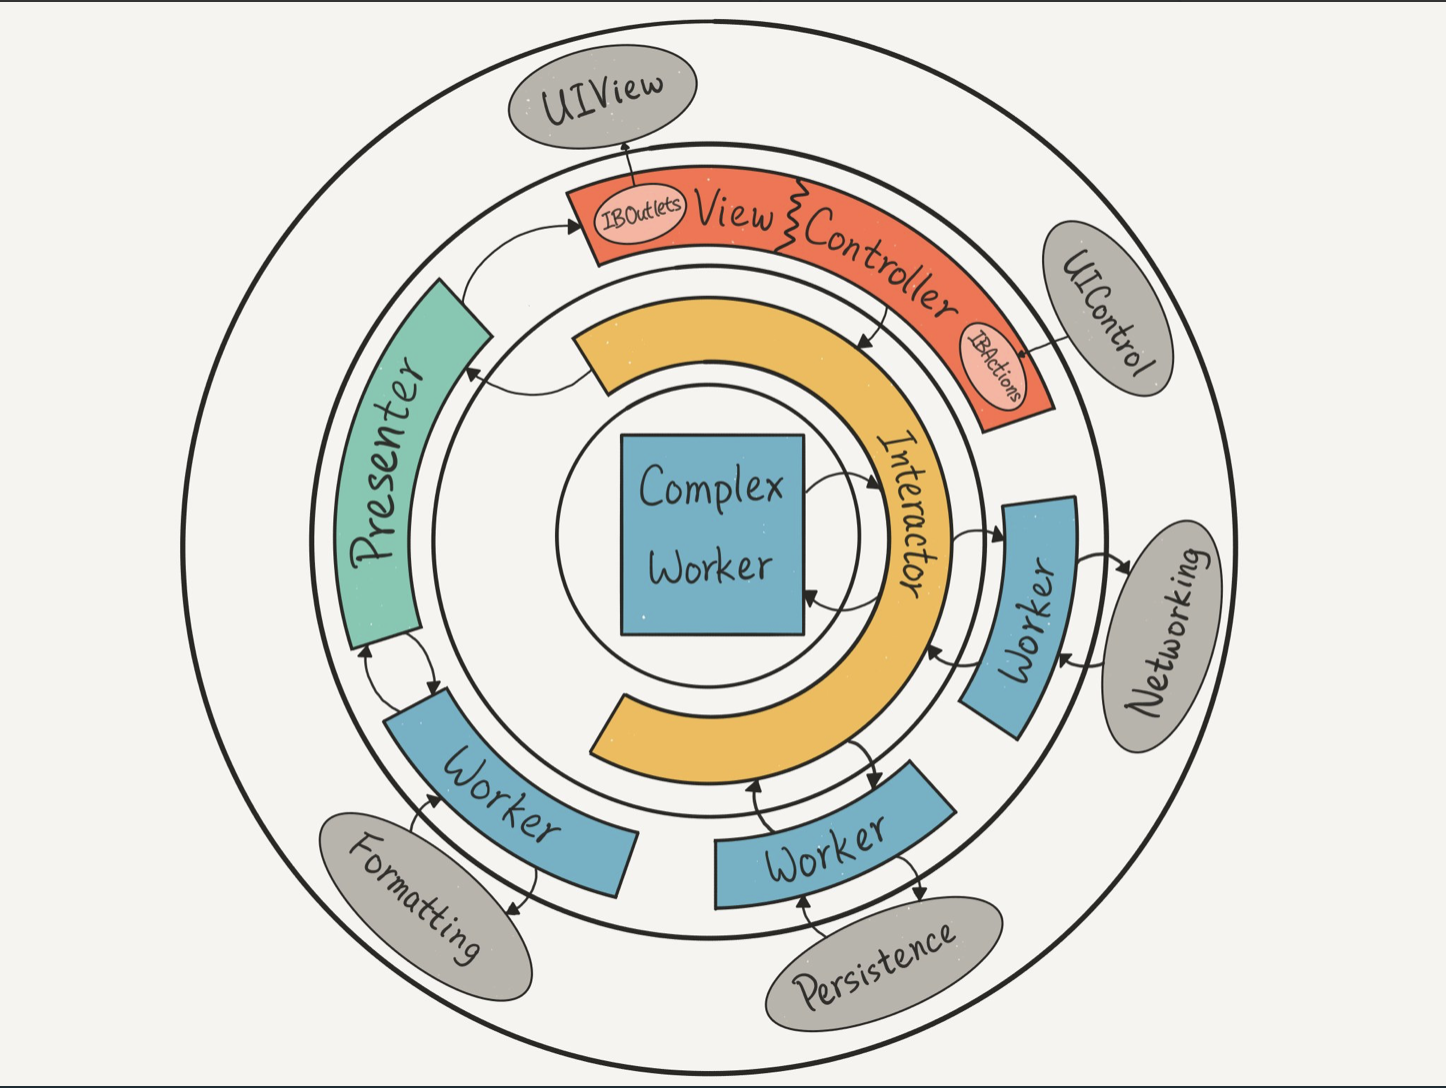 UIView
IBOutlets
View
Controller
UIControl
IBActions
Presenter
Interactor
Complex
Worker
Worker
Networking
Worker
Worker
Formatting
Persistence